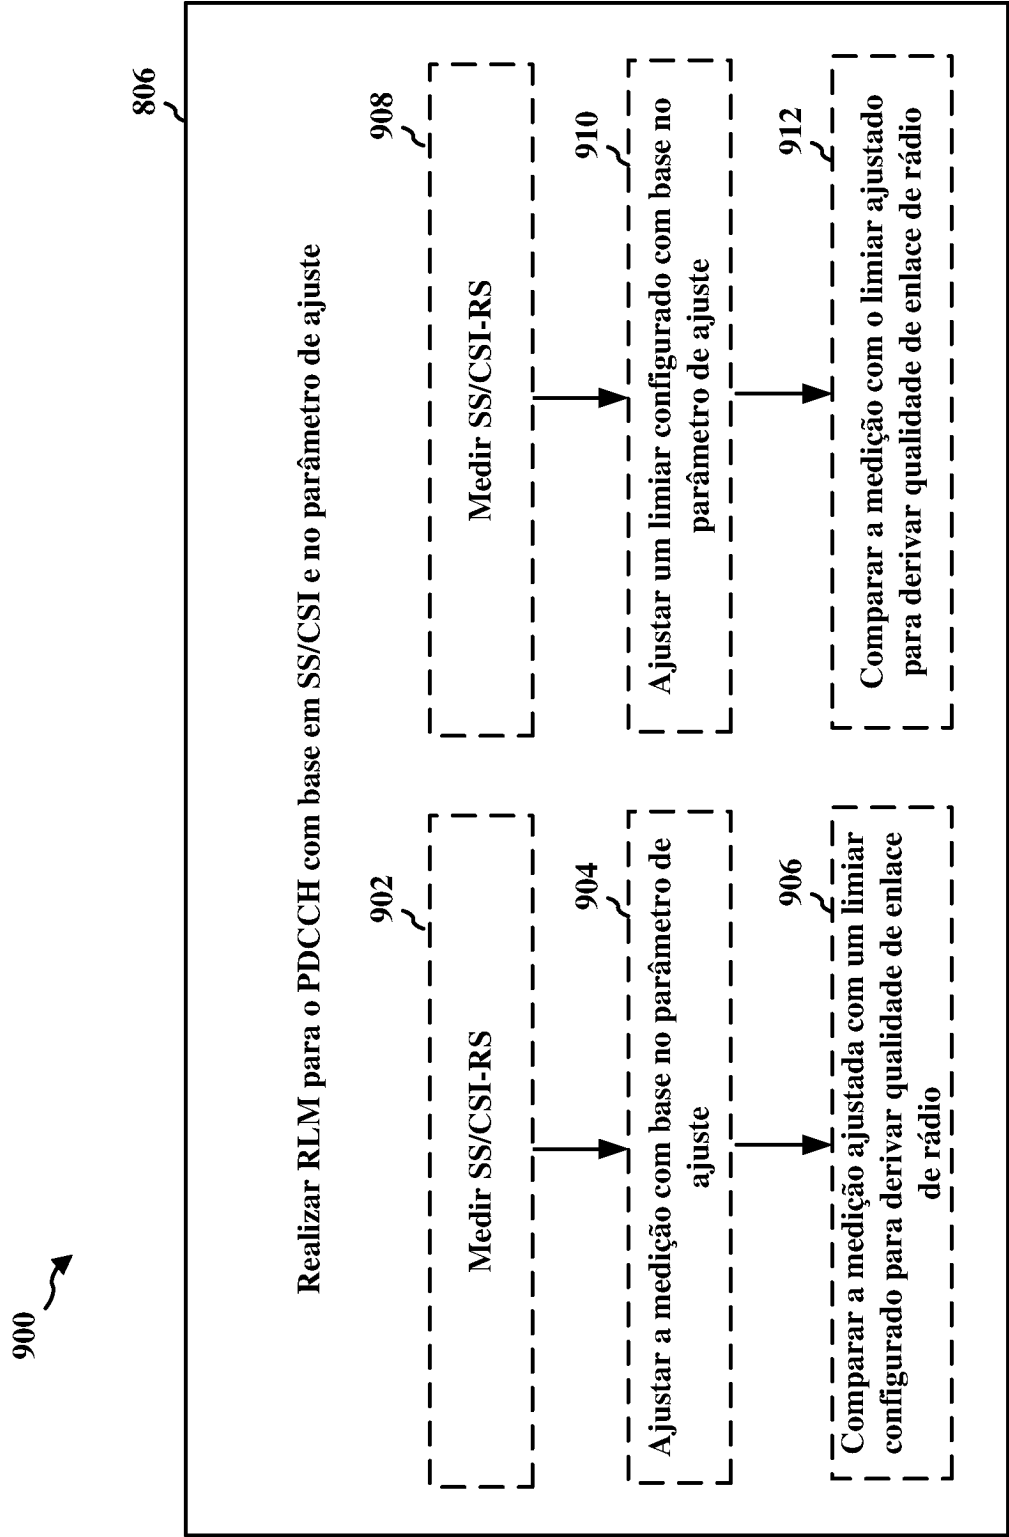 900
806
Realizar RLM para o PDCCH com base em SS/CSI e no parâmetro de ajuste
902
Medir SS/CSI-RS
904
Ajustar a medição com base no parâmetro de
ajuste
906
Comparar a medição ajustada com um limiar
configurado para derivar qualidade de enlace
de rádio
908
Medir SS/CSI-RS
910
Ajustar um limiar configurado com base no
parâmetro de ajuste
912
Comparar a medição com o limiar ajustado
para derivar qualidade de enlace de rádio